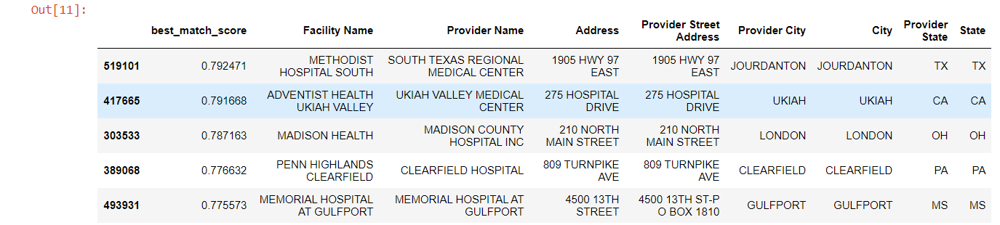 Out[11]:
best_match_score Facility Name Provider Name Address Provider Street Address Provider City City Provider State State
519101 0.792471 METHODIST HOSPITAL SOUTH SOUTH TEXAS REGIONAL MEDICAL CENTER 1905 HWY 97 EAST 1905 HWY 97 EAST JOURDANTON JOURDANTON TX TX
417665 0.791668 ADVENTIST HEALTH UKIAH VALLEY UKIAH VALLEY MEDICAL CENTER 275 HOSPITAL DRIVE 275 HOSPITAL DRIVE UKIAH UKIAH CA CA
303533 0.787163 MADISON HEALTH MADISON COUNTY HOSPITAL INC 210 NORTH MAIN STREET 210 NORTH MAIN STREET LONDON LONDON OH OH
389068 0.776632 PENN HIGHLANDS CLEARFIELD CLEARFIELD HOSPITAL 809 TURNPIKE AVE 809 TURNPIKE AVE CLEARFIELD CLEARFIELD PA PA
493931 0.775573 MEMORIAL HOSPITAL AT GULFPORT MEMORIAL HOSPITAL AT GULFPORT 4500 13TH STREET 4500 13TH ST-P O BOX 1810 GULFPORT GULFPORT MS MS